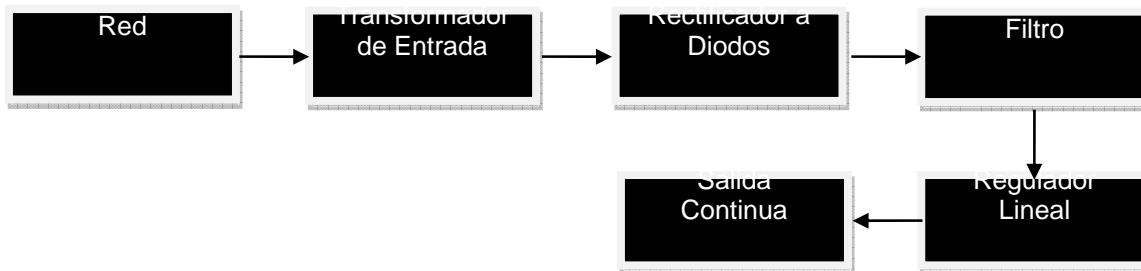 Red
Transformador
de Entrada
Rectificador a
Diodos
Filtro
Regulador
Lineal
Salida
Continua